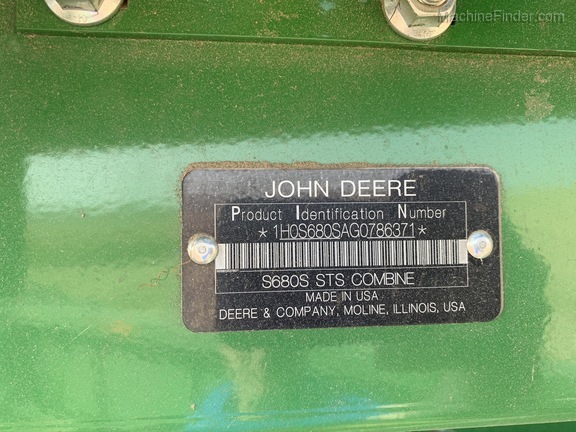 MachineFinder.com
JOHN DEERE
Product Identification Number
*1H0S680SAG0786371*
S680S STS COMBINE
MADE IN USA
DEERE & COMPANY, MOLINE, ILLINOIS, USA